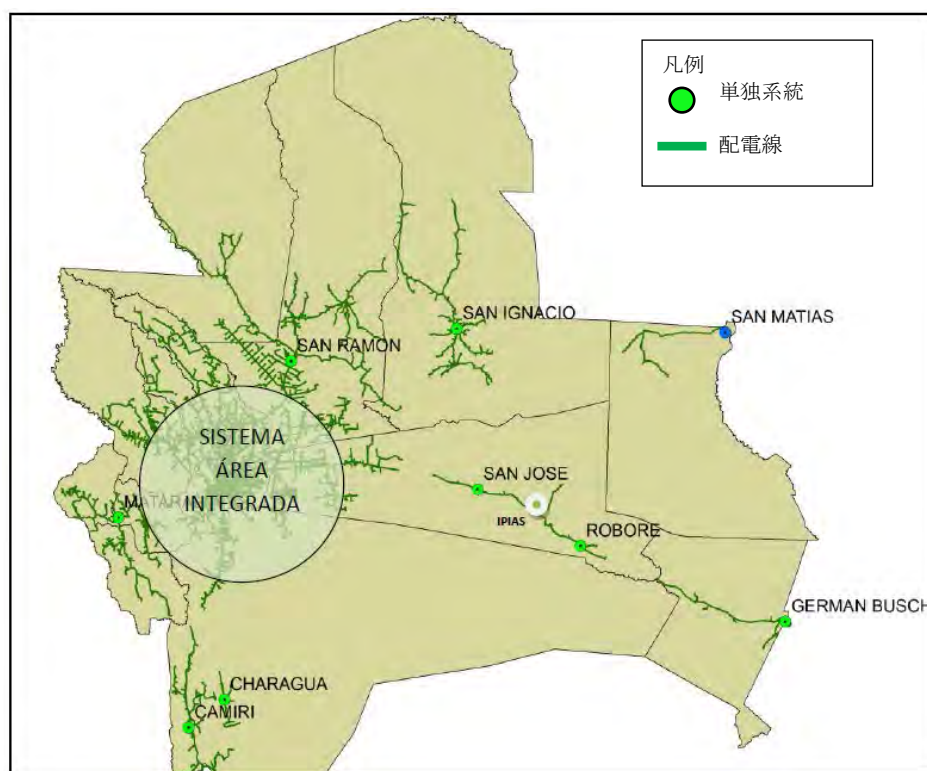 凡例
単独系統
配電線
SAN IGNACIO
SAN MATIAS
SAN RAMON
SISTEMA
ÁREA
INTEGRADA
SAN JOSE
MATARA
IPIAS
ROBORE
GERMAN BUSCH
CHARAGUA
CAMIRI